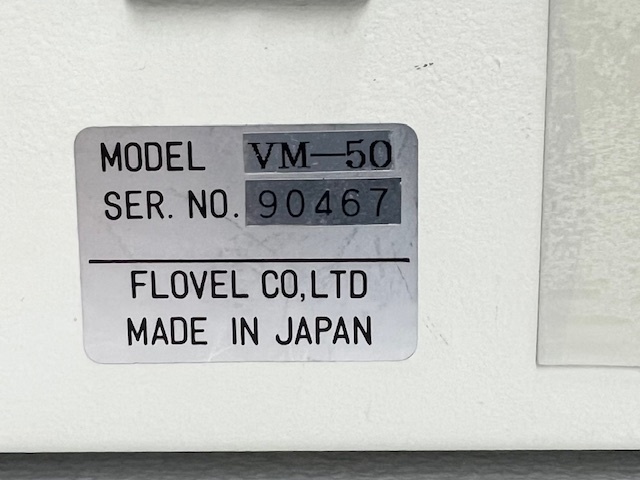 MODEL VM-50
SER. NO. 90467
FLOVEL CO,LTD
MADE IN JAPAN